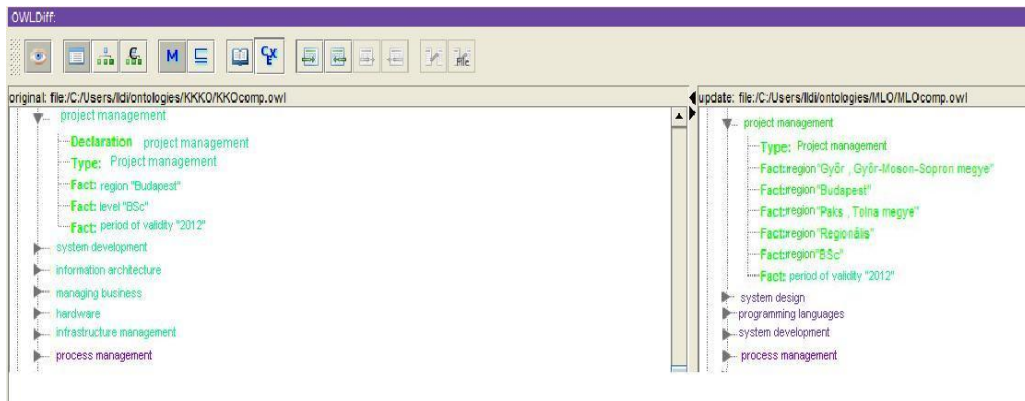 OWLDiff:
M
original: file:/C:/Users/Ildi/ontologies/KKKO/KKOcomp.owl
project management
Declaration project management
Type: Project management
Fact: region "Budapest"
Fact: level "BSc"
Fact: period of validity "2012"
system development
information architecture
managing business
hardware
infrastructure management
process management
update: file:/C:/Users/Ildi/ontologies/MLO/MLOcomp.owl
project management
Type: Project management
Fact:region "Győr , Győr-Moson-Sopron megye"
Fact:region "Budapest"
Fact:region "Paks , Tolna megye"
Fact:region "Regionális"
Fact:region "BSc"
Fact: period of validity "2012"
system design
programming languages
system development
process management